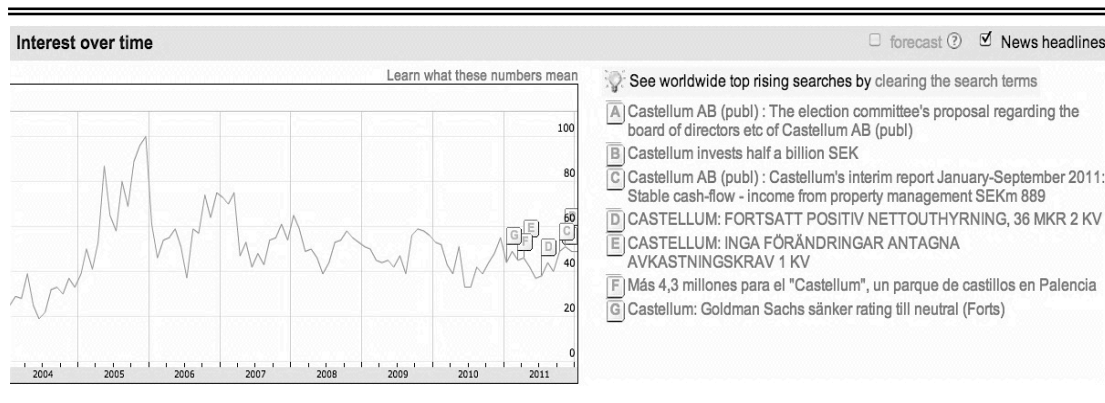 Interest over time
forecast ? News headlines
Learn what these numbers mean
100
80
60
40
20
0
G
F
E
D
C
2004 2005 2006 2007 2008 2009 2010 2011
See worldwide top rising searches by clearing the search terms
A Castellum AB (publ) : The election committee's proposal regarding the
board of directors etc of Castellum AB (publ)
B Castellum invests half a billion SEK
C Castellum AB (publ) : Castellum's interim report January-September 2011:
Stable cash-flow - income from property management SEKm 889
D CASTELLUM: FORTSATT POSITIV NETTOUTHYRNING, 36 MKR 2 KV
E CASTELLUM: INGA FÖRÄNDRINGAR ANTAGNA
AVKASTNINGSKRAV 1 KV
F Más 4,3 millones para el "Castellum", un parque de castillos en Palencia
G Castellum: Goldman Sachs sänker rating till neutral (Forts)